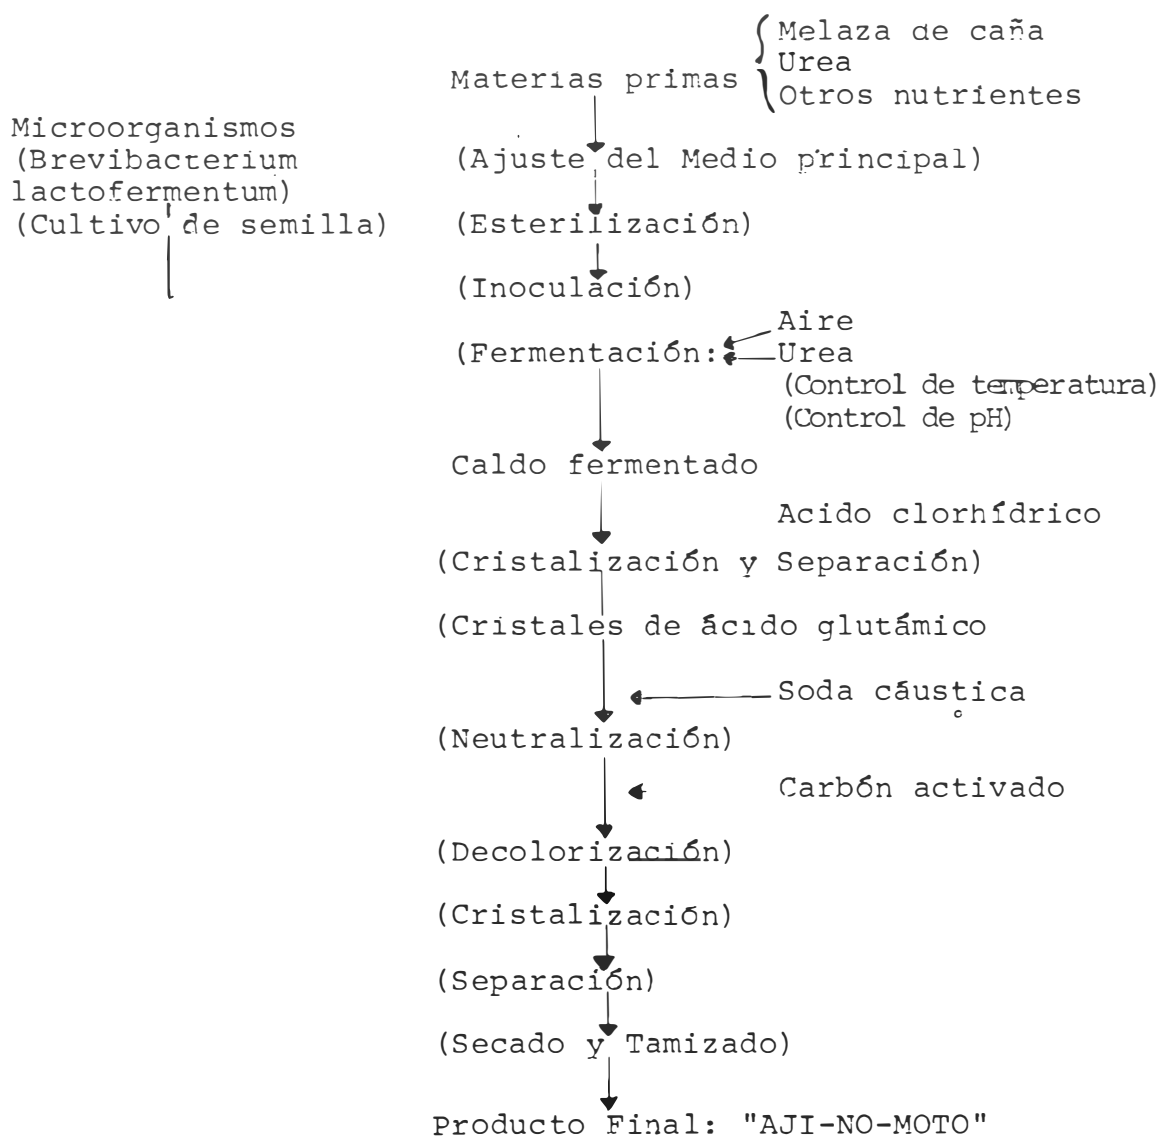 Melaza de caña
Urea
Materias primas
Otros nutrientes
Microorganismos
(Brevibacterium
lactofermentum)
(Cultivo de semilla)
(Ajuste del Medio principal)
(Esterilización)
(Inoculación)
Aire
(Fermentación:
Urea
(Control de temperatura)
(Control de pH)
Caldo fermentado
Acido clorhídrico
(Cristalización y Separación)
(Cristales de ácido glutámico
Soda cáustica
(Neutralización)
Carbón activado
(Decolorización)
(Cristalización)
(Separación)
(Secado y Tamizado)
Producto Final: "AJI-NO-MOTO"